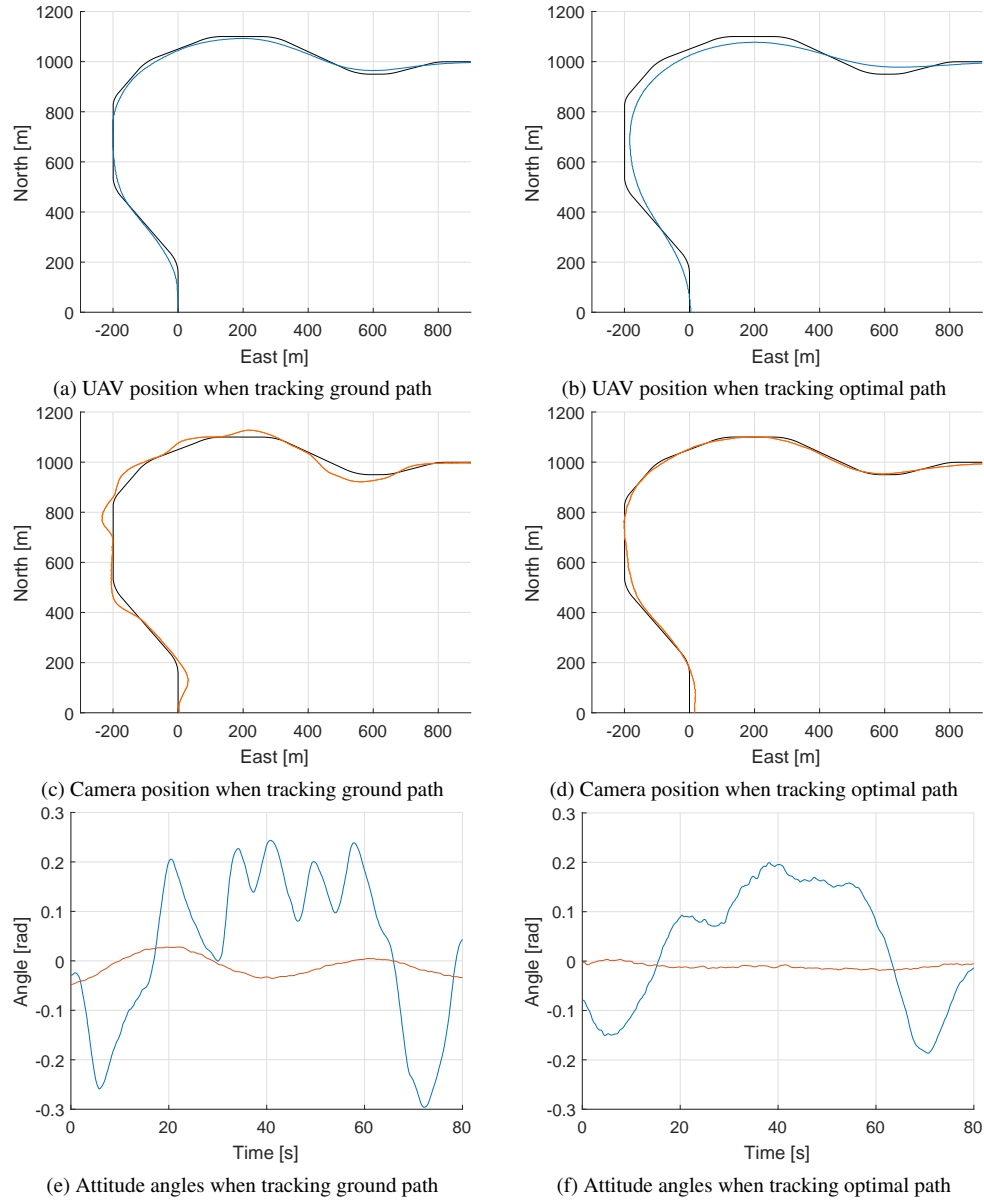 1200
1000
800
600
400
200
0
North [m]
-200 0 200 400 600 800
East [m]
(a) UAV position when tracking ground path
1200
1000
800
600
400
200
0
North [m]
-200 0 200 400 600 800
East [m]
(b) UAV position when tracking optimal path
1200
1000
800
600
400
200
0
North [m]
-200 0 200 400 600 800
East [m]
(c) Camera position when tracking ground path
1200
1000
800
600
400
200
0
North [m]
-200 0 200 400 600 800
East [m]
(d) Camera position when tracking optimal path
0.3
0.2
0.1
0
-0.1
-0.2
-0.3
Angle [rad]
0 20 40 60 80
Time [s]
(e) Attitude angles when tracking ground path
0.3
0.2
0.1
0
-0.1
-0.2
-0.3
Angle [rad]
0 20 40 60 80
Time [s]
(f) Attitude angles when tracking optimal path